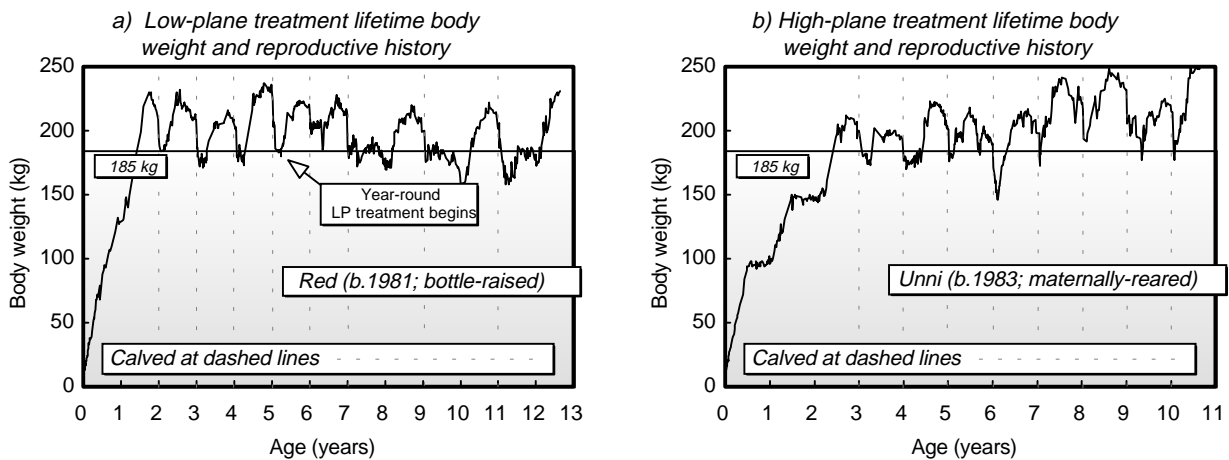 a) Low-plane treatment lifetime body
weight and reproductive history
250
200
150
100
50
0
Body weight (kg)
185 kg
Year-round
LP treatment begins
Red (b.1981; bottle-raised)
Calved at dashed lines
0 1 2 3 4 5 6 7 8 9 10 11 12 13
Age (years)
b) High-plane treatment lifetime body
weight and reproductive history
250
200
150
100
50
0
Body weight (kg)
185 kg
Unni (b.1983; maternally-reared)
Calved at dashed lines
0 1 2 3 4 5 6 7 8 9 10 11
Age (years)